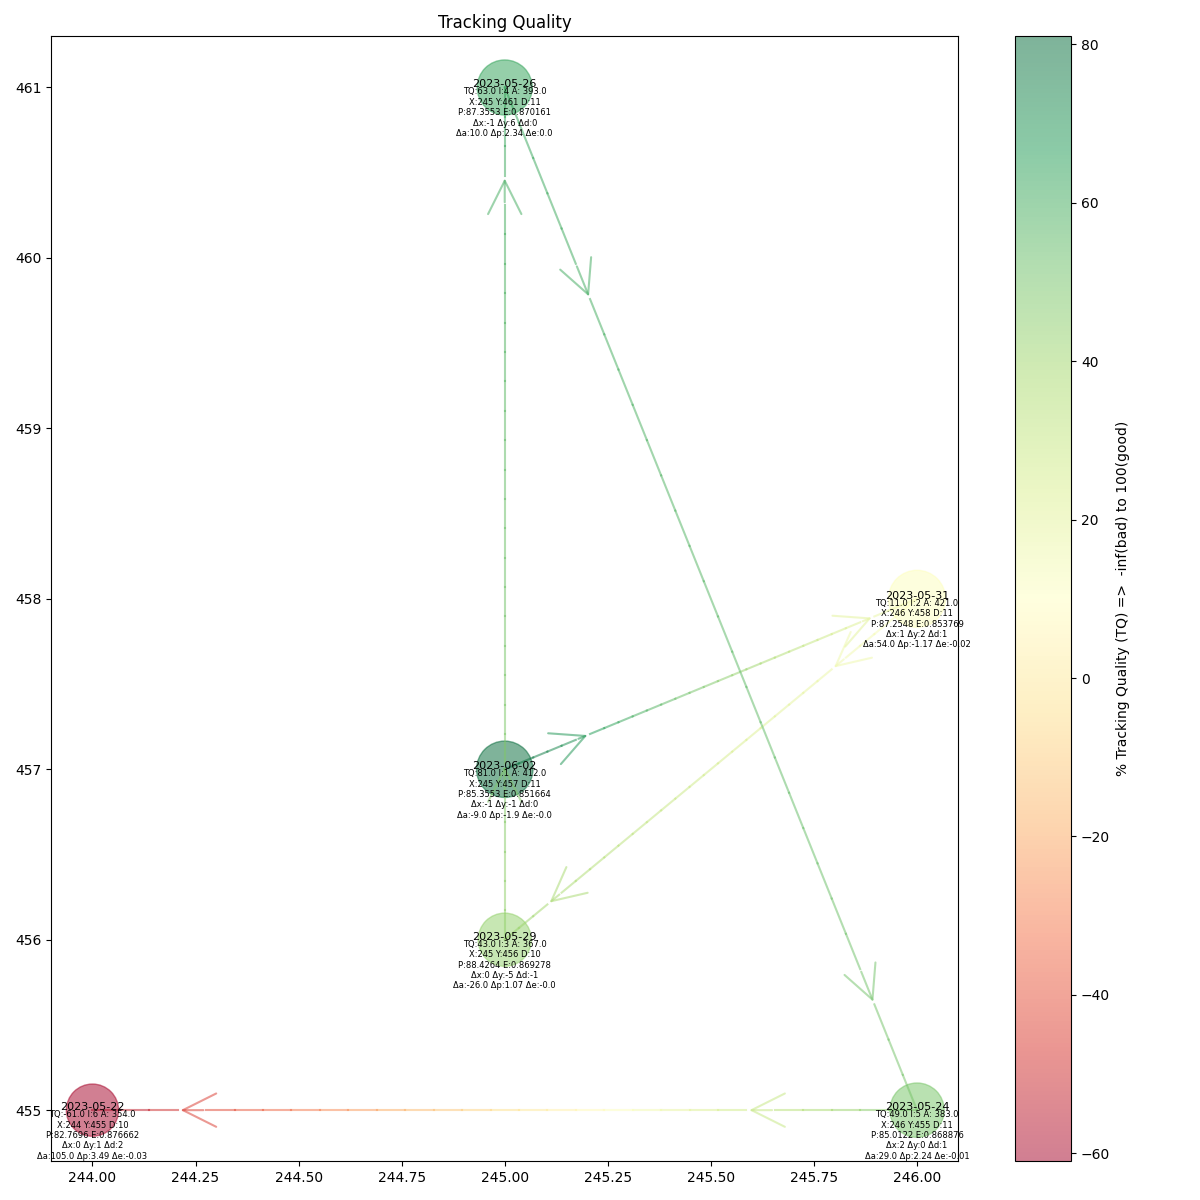 Tracking Quality
461
460
459
458
457
456
455
2023-05-26
TQ:63.0 I:4 A: 393.0
X:245 Y:461 D:11
P:87.3553 E:0.870161
Δx:-1 Δy:6 Δd:0
Δa:10.0 Δp:2.34 Δe:0.0
2023-05-31
TQ:11.0 I:2 A: 421.0
X:246 Y:458 D:11
P:87.2548 E:0.853769
Δx:1 Δy:2 Δd:1
Δa:54.0 Δp:-1.17 Δe:-0.02
2023-06-02
TQ:81.0 I:1 A: 412.0
X:245 Y:457 D:11
P:85.3553 E:0.851664
Δx:-1 Δy:-1 Δd:0
Δa:-9.0 Δp:-1.9 Δe:-0.0
2023-05-29
TQ:43.0 I:3 A: 367.0
X:245 Y:456 D:10
P:88.4264 E:0.869278
Δx:0 Δy:-5 Δd:-1
Δa:-26.0 Δp:1.07 Δe:-0.0
2023-05-22
TQ:-61.0 I:6 A: 354.0
X:244 Y:455 D:10
P:82.7696 E:0.876662
Δx:0 Δy:1 Δd:2
Δa:105.0 Δp:3.49 Δe:-0.03
2023-05-24
TQ:49.0 I:5 A: 383.0
X:246 Y:455 D:11
P:85.0122 E:0.868876
Δx:2 Δy:0 Δd:1
Δa:29.0 Δp:2.24 Δe:-0.01
244.00 244.25 244.50 244.75 245.00 245.25 245.50 245.75 246.00
80
60
40
20
0
−20
−40
−60
% Tracking Quality (TQ) => -inf(bad) to 100(good)